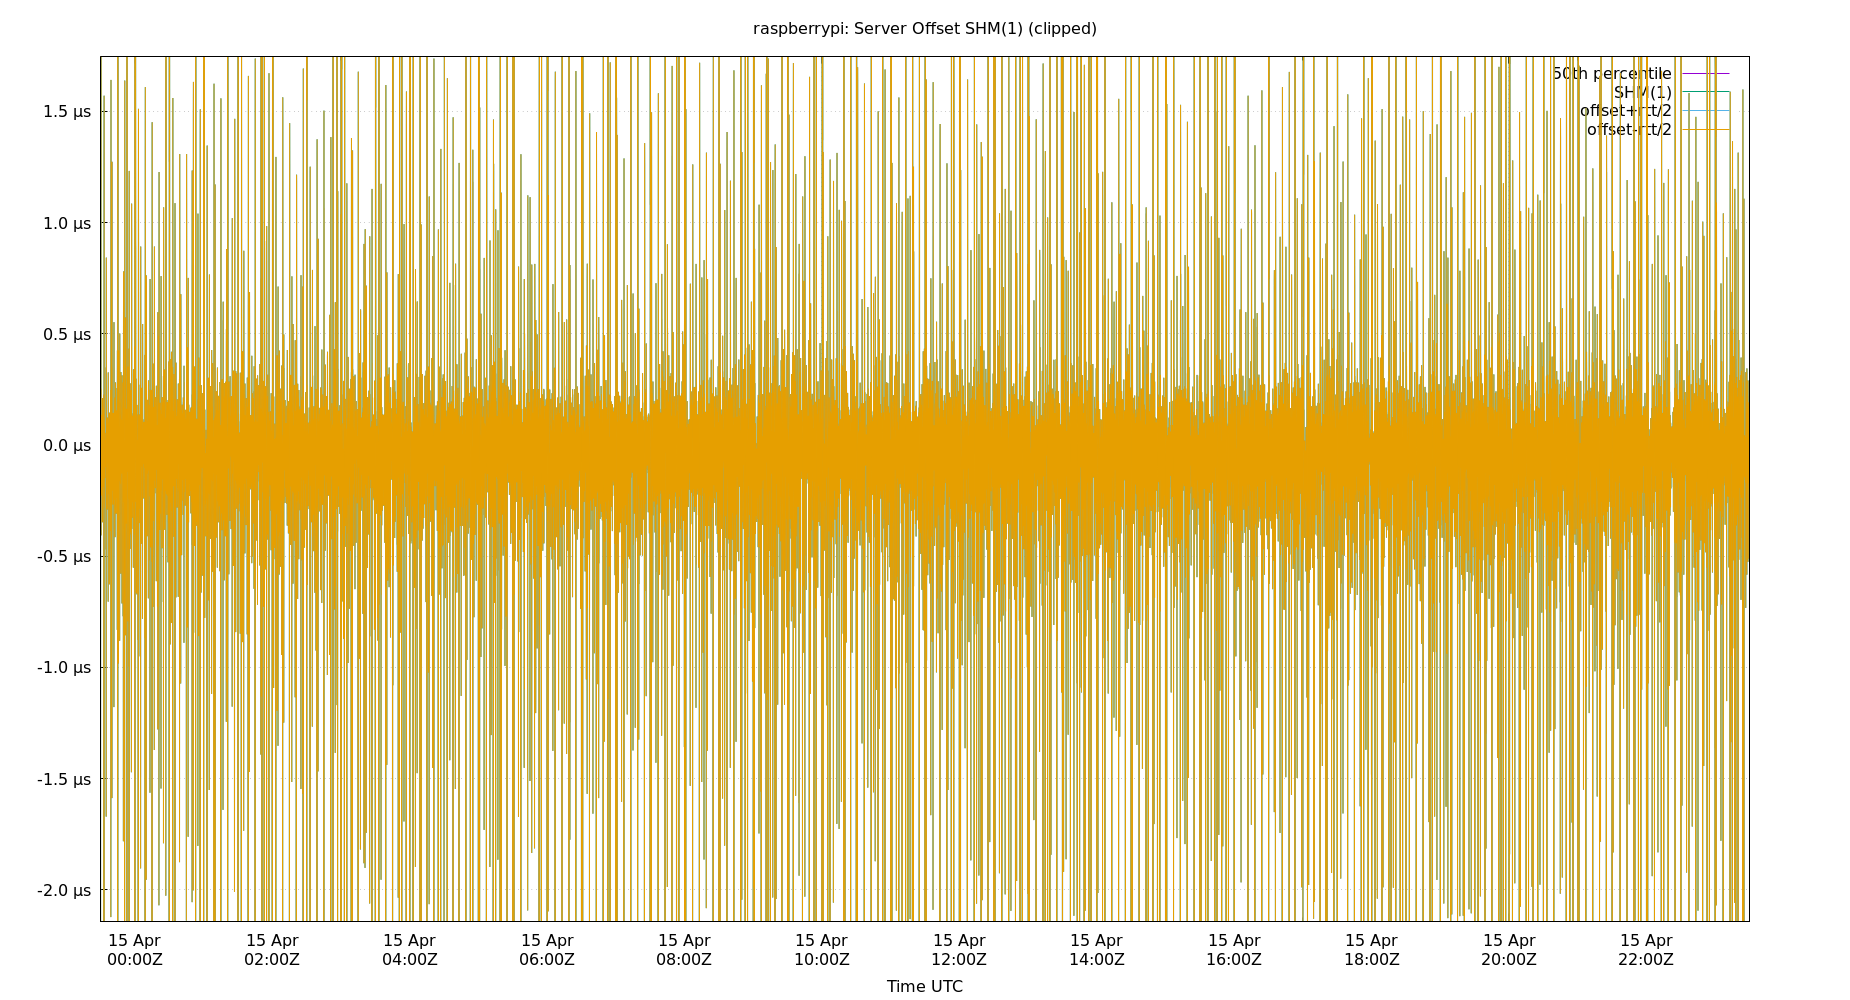 raspberrypi: Server Offset SHM(1) (clipped)
50th percentile
SHM(1)
offset+rtt/2
offset-rtt/2
1.5 µs
1.0 µs
0.5 µs
0.0 µs
-0.5 µs
-1.0 µs
-1.5 µs
-2.0 µs
15 Apr 15 Apr 15 Apr 15 Apr 15 Apr 15 Apr 15 Apr 15 Apr 15 Apr 15 Apr 15 Apr 15 Apr
00:00Z 02:00Z 04:00Z 06:00Z 08:00Z 10:00Z 12:00Z 14:00Z 16:00Z 18:00Z 20:00Z 22:00Z
Time UTC